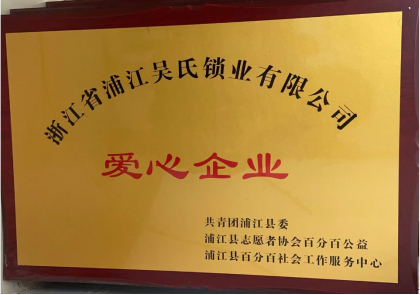 浙江省浦江吴氏锁业有限公司
爱心企业
共青团浦江县委
浦江县志愿者协会百分百公益
浦江县百分百社会工作服务中心